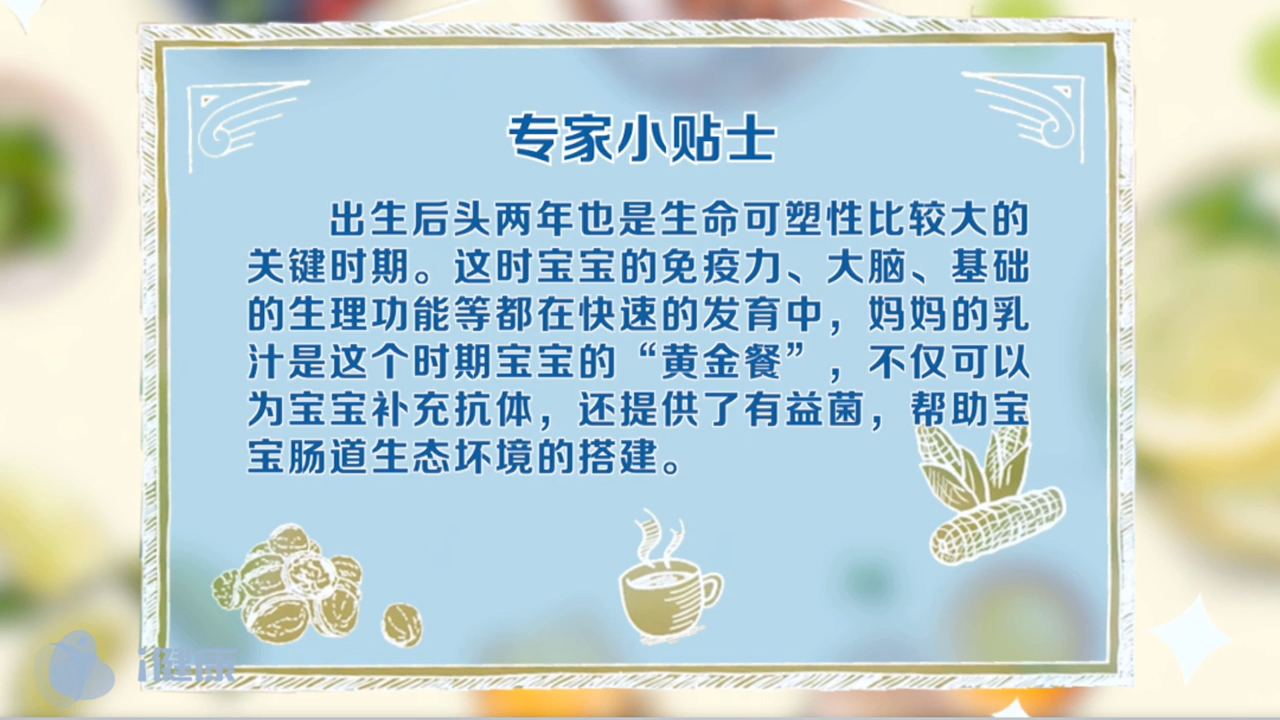 专家小贴士
出生后头两年也是生命可塑性比较大的
关键时期。这时宝宝的免疫力、大脑、基础
的生理功能等都在快速的发育中，妈妈的乳
汁是这个时期宝宝的“黄金餐”，不仅可以
为宝宝补充抗体，还提供了有益菌，帮助宝
宝肠道生态坏境的搭建。
i健康